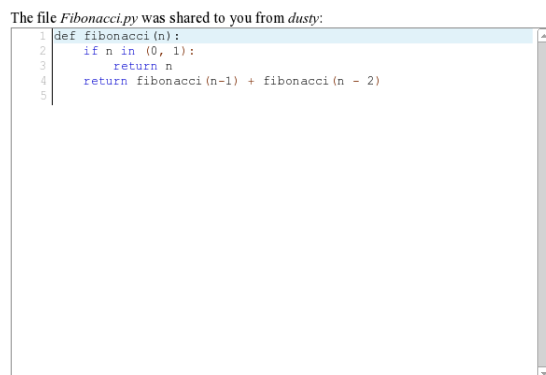 The file Fibonacci.py was shared to you from dusty:
1 def fibonacci(n):
2     if n in (0, 1):
3         return n
4     return fibonacci(n-1) + fibonacci(n - 2)
5